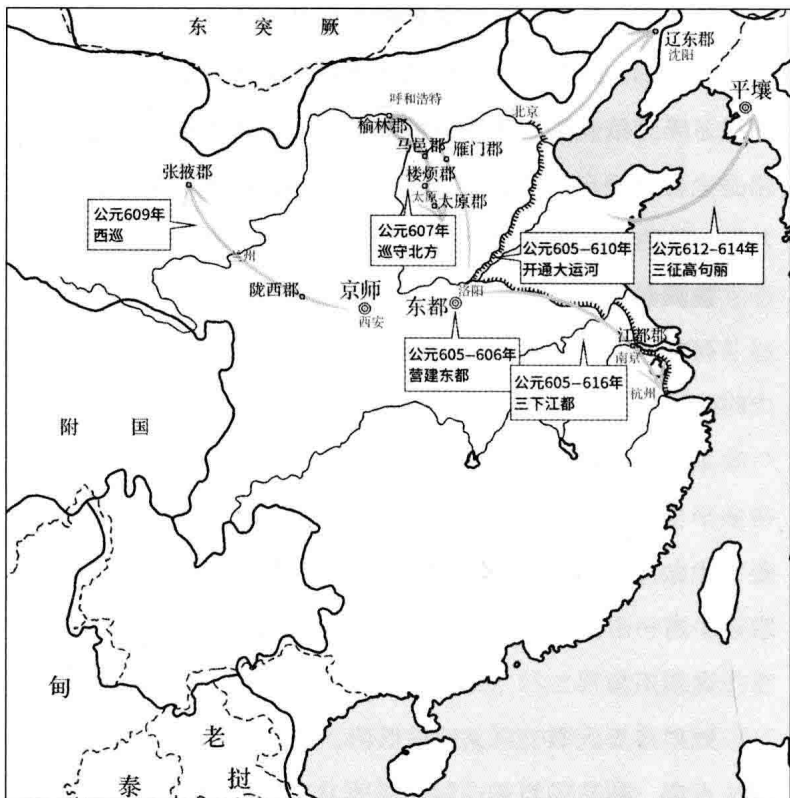 东突厥
辽东郡
沈阳
平壤
呼和浩特
北京
榆林郡
马邑郡
雁门郡
张掖郡
楼烦郡
太原
太原郡
公元609年
西巡
公元607年
巡守北方
公元605-610年
开通大运河
公元612-614年
三征高句丽
兰州
陇西郡
京师
西安
东都
洛阳
江都郡
南京
公元605-606年
营建东都
公元605-616年
三下江都
杭州
附国
甸
老
挝
泰